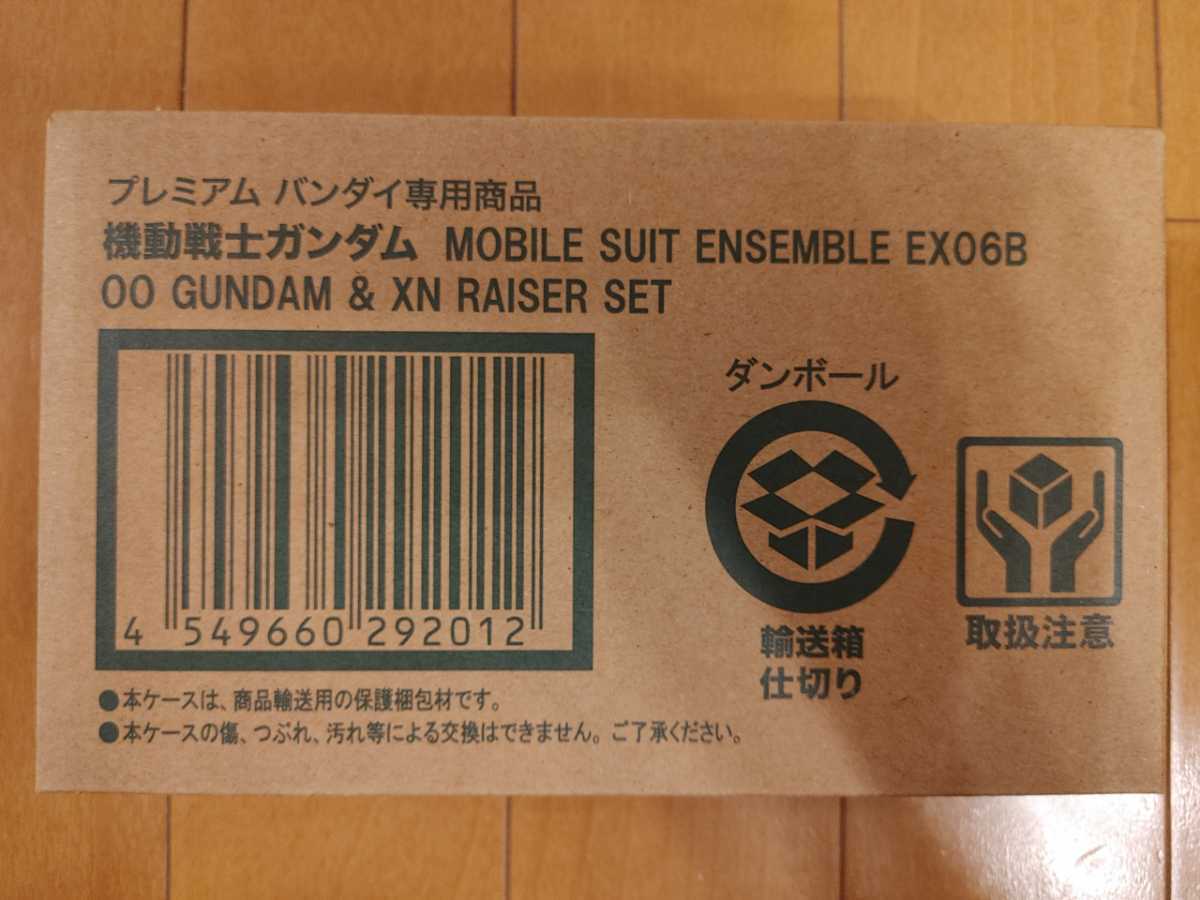 プレミアム バンダイ専用商品
機動戦士ガンダム MOBILE SUIT ENSEMBLE EX06B
OO GUNDAM & XN RAISER SET
4 549660 292012
ダンボール
輸送箱
仕切り
取扱注意
●本ケースは、商品輸送用の保護梱包材です。
●本ケースの傷、つぶれ、汚れ等による交換はできません。ご了承ください。